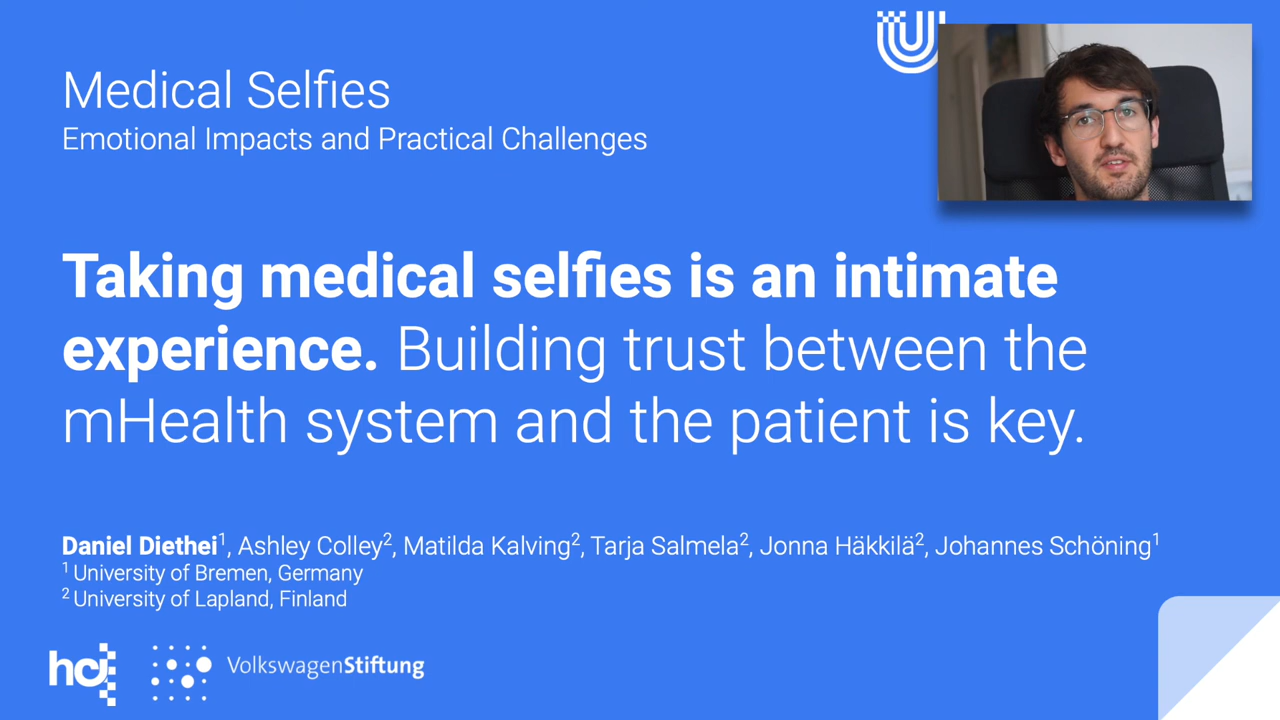 Medical Selfies
Emotional Impacts and Practical Challenges
Taking medical selfies is an intimate
experience. Building trust between the
mHealth system and the patient is key.
Daniel Diethei¹, Ashley Colley², Matilda Kalving², Tarja Salmela², Jonna Häkkilä², Johannes Schöning¹
¹ University of Bremen, Germany
² University of Lapland, Finland
hci
VolkswagenStiftung